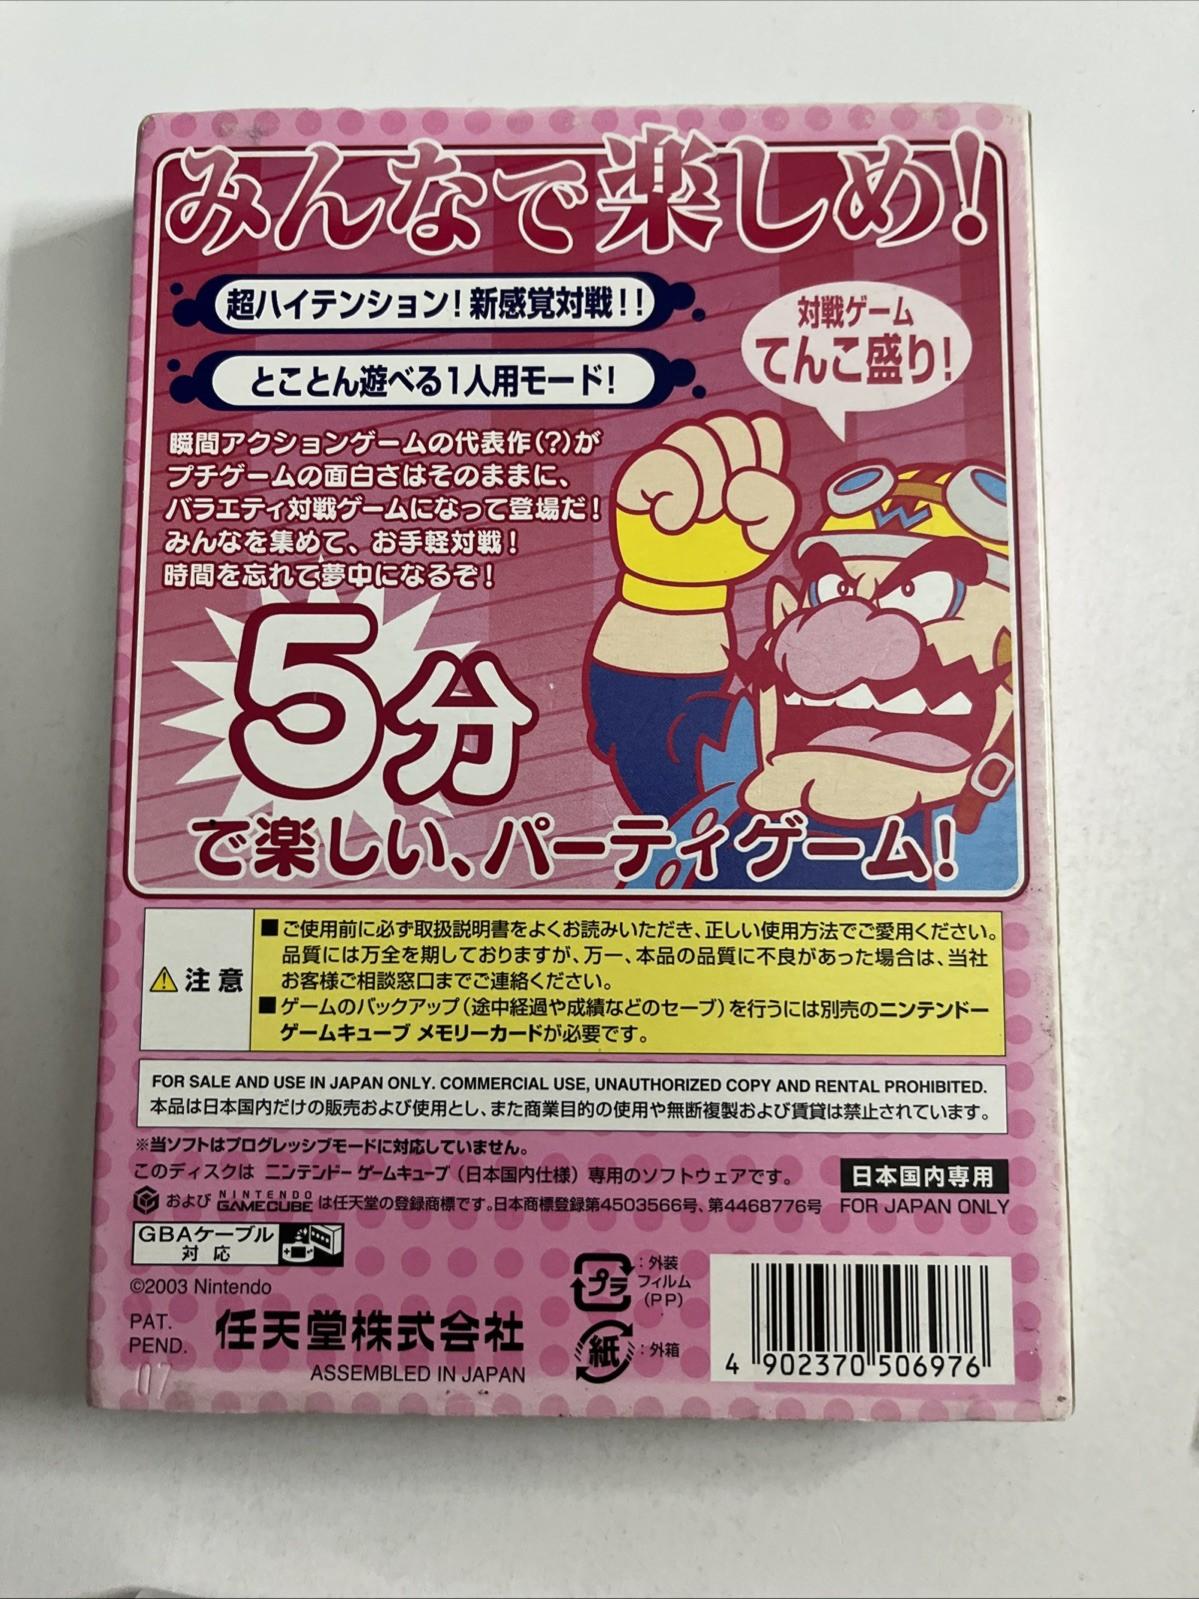 みんなで楽しめ!
超ハイテンション!新感覚対戦!!
とことん遊べる1人用モード!
対戦ゲーム
てんこ盛り!
瞬間アクションゲームの代表作(?)が
プチゲームの面白さはそのままに、
バラエティ対戦ゲームになって登場だ!
みんなを集めて、お手軽対戦!
時間を忘れて夢中になるぞ!
5分
で楽しい、パーティゲーム!
⚠注意
■ご使用前に必ず取扱説明書をよくお読みいただき、正しい使用方法でご愛用ください。
品質には万全を期しておりますが、万一、本品の品質に不良があった場合は、当社
お客様ご相談窓口までご連絡ください。
■ゲームのバックアップ(途中経過や成績などのセーブ)を行うには別売のニンテンドー
ゲームキューブ メモリーカードが必要です。
FOR SALE AND USE IN JAPAN ONLY. COMMERCIAL USE, UNAUTHORIZED COPY AND RENTAL PROHIBITED.
本品は日本国内だけの販売および使用とし、また商業目的の使用や無断複製および賃貸は禁止されています。
※当ソフトはプログレッシブモードに対応していません。
このディスクは ニンテンドー ゲームキューブ (日本国内仕様) 専用のソフトウェアです。
および NINTENDO GAMECUBE は任天堂の登録商標です。日本商標登録第4503566号、第4468776号
日本国内専用
FOR JAPAN ONLY
GBAケーブル
対応
©2003 Nintendo
PAT.
PEND.
任天堂株式会社
ASSEMBLED IN JAPAN
プラ
:外装
フィルム
(PP)
紙
:外箱
4 902370 506976
07
W